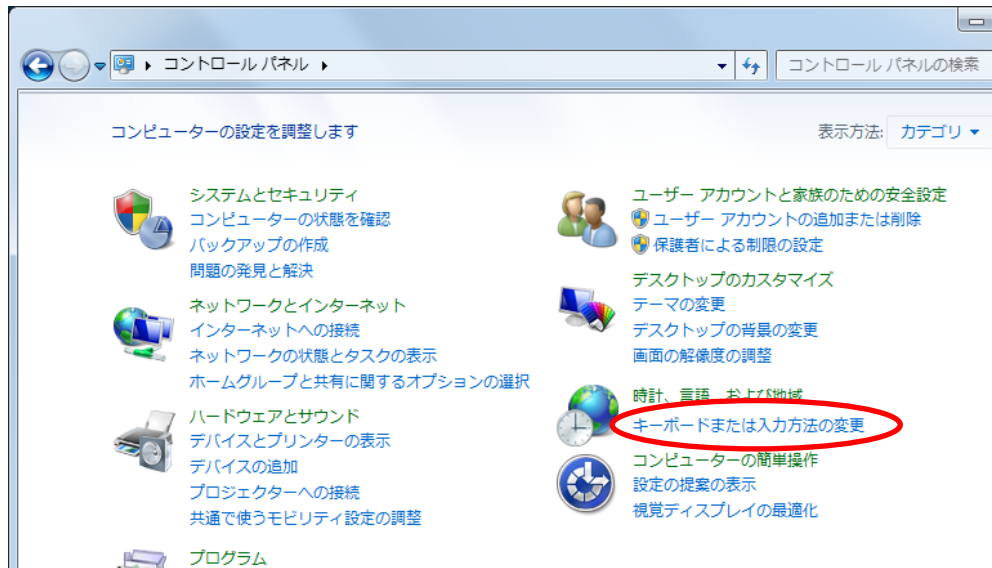 コントロール パネル
コントロール パネルの検索
コンピューターの設定を調整します
表示方法: カテゴリ
システムとセキュリティ
コンピューターの状態を確認
バックアップの作成
問題の発見と解決
ネットワークとインターネット
インターネットへの接続
ネットワークの状態とタスクの表示
ホームグループと共有に関するオプションの選択
ハードウェアとサウンド
デバイスとプリンターの表示
デバイスの追加
プロジェクターへの接続
共通で使うモビリティ設定の調整
プログラム
ユーザー アカウントと家族のための安全設定
ユーザー アカウントの追加または削除
保護者による制限の設定
デスクトップのカスタマイズ
テーマの変更
デスクトップの背景の変更
画面の解像度の調整
時計、言語、および地域
キーボードまたは入力方法の変更
コンピューターの簡単操作
設定の提案の表示
視覚ディスプレイの最適化